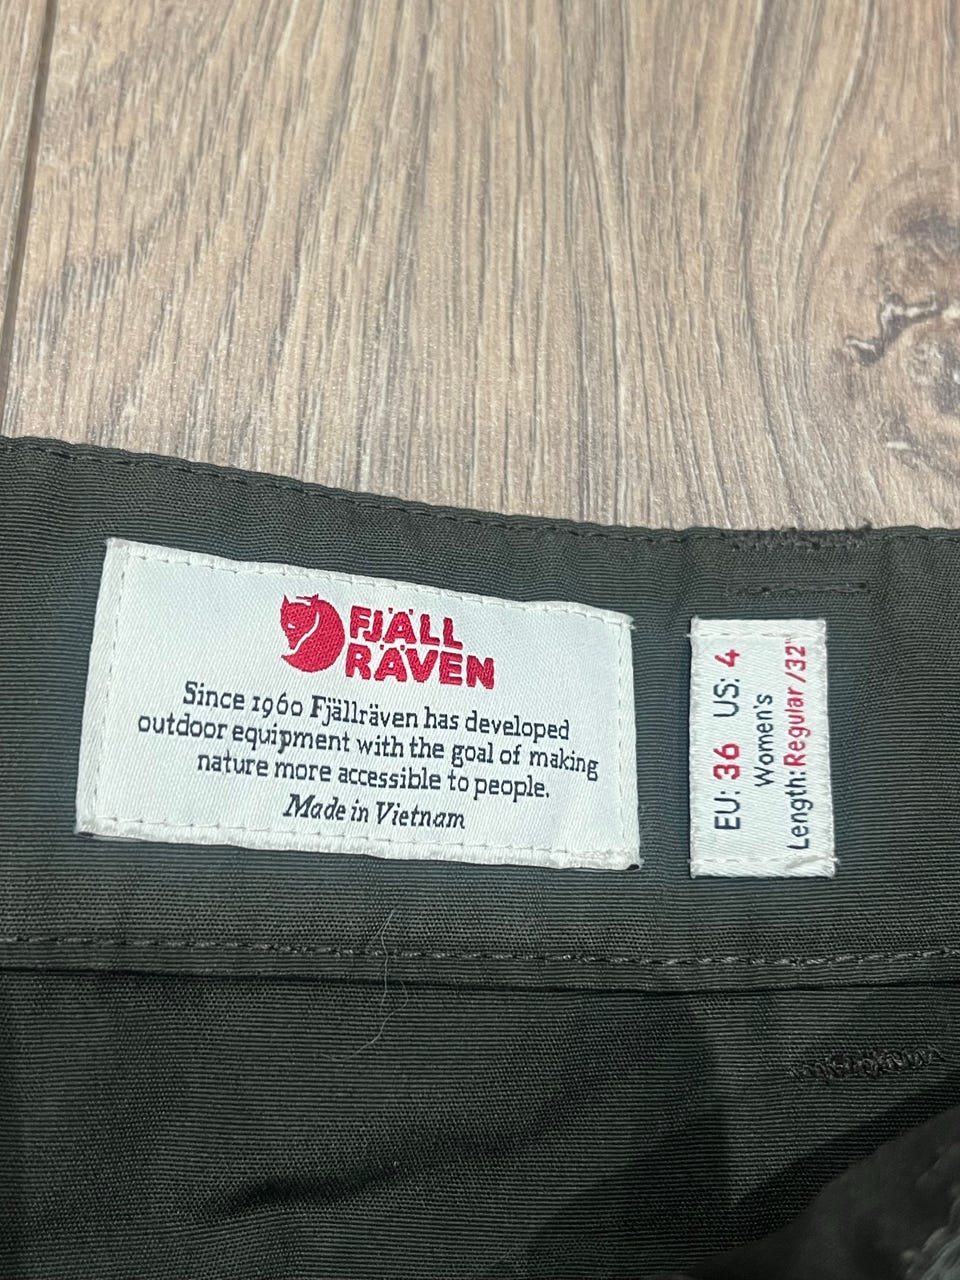 FJÄLL
RÄVEN
Since 1960 Fjällräven has developed
outdoor equipment with the goal of making
nature more accessible to people.
Made in Vietnam
EU: 36 US: 4
Women's
Length: Regular /32"